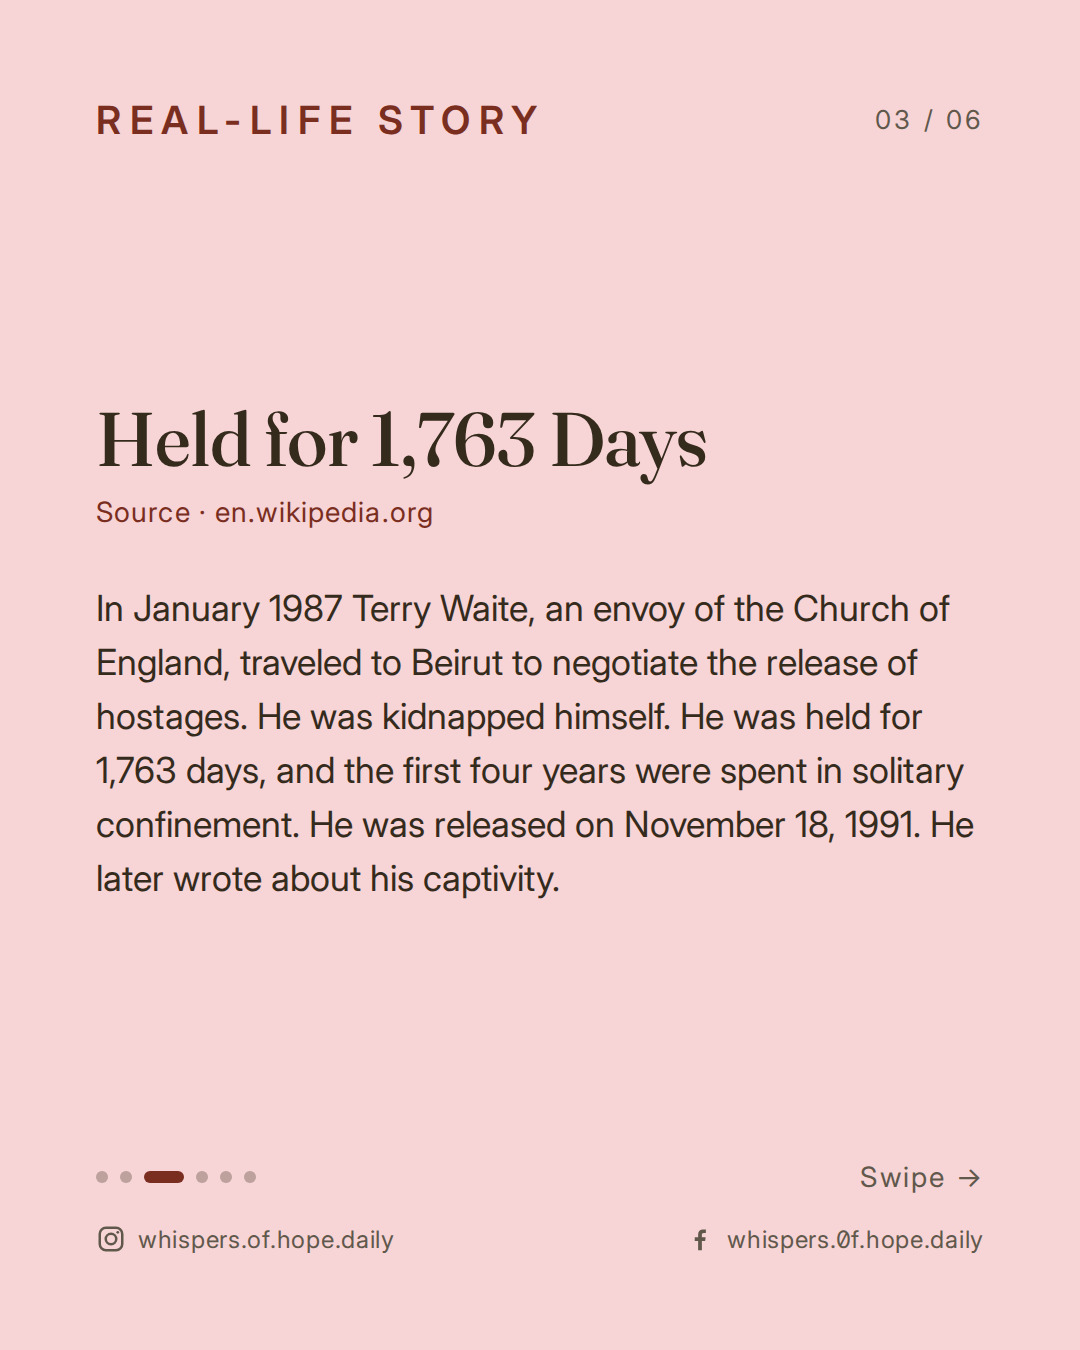 REAL-LIFE STORY
03 / 06
Held for 1,763 Days
Source · en.wikipedia.org
In January 1987 Terry Waite, an envoy of the Church of
England, traveled to Beirut to negotiate the release of
hostages. He was kidnapped himself. He was held for
1,763 days, and the first four years were spent in solitary
confinement. He was released on November 18, 1991. He
later wrote about his captivity.
Swipe →
whispers.of.hope.daily
whispers.0f.hope.daily